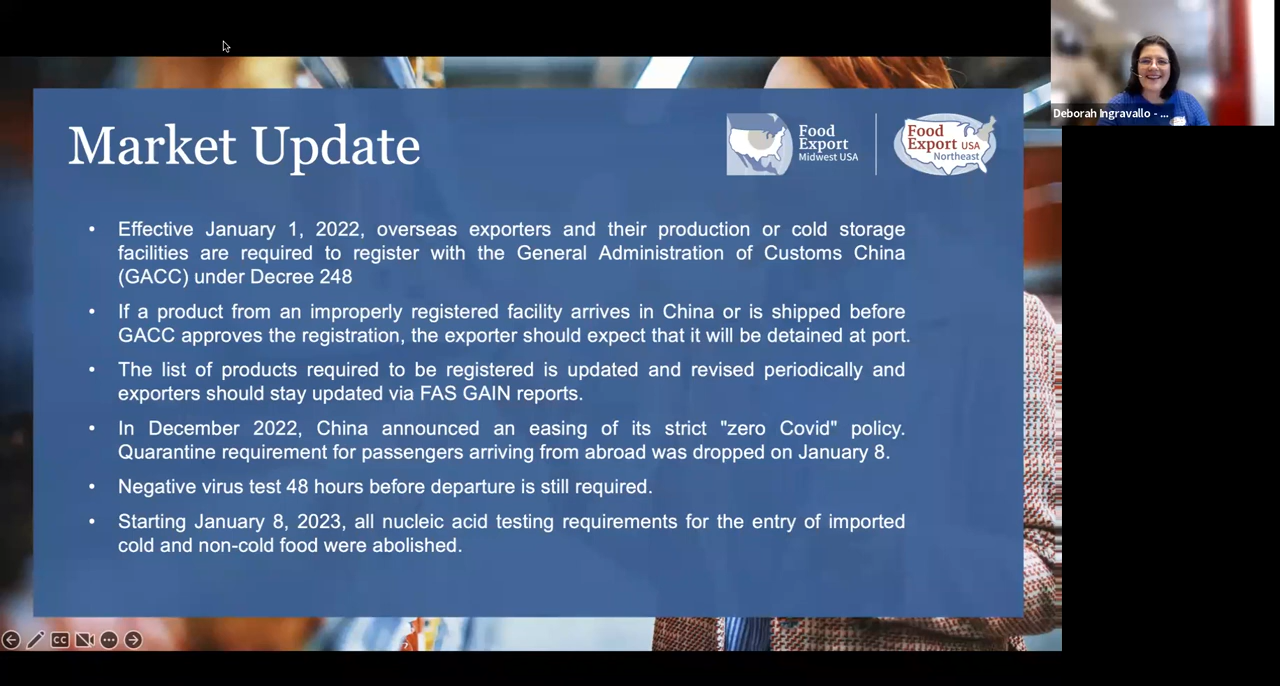 Market Update
Food
Export
Midwest USA
Food
Export USA
Northeast
Deborah Ingravallo - ...
• Effective January 1, 2022, overseas exporters and their production or cold storage
facilities are required to register with the General Administration of Customs China
(GACC) under Decree 248
• If a product from an improperly registered facility arrives in China or is shipped before
GACC approves the registration, the exporter should expect that it will be detained at port.
• The list of products required to be registered is updated and revised periodically and
exporters should stay updated via FAS GAIN reports.
• In December 2022, China announced an easing of its strict "zero Covid" policy.
Quarantine requirement for passengers arriving from abroad was dropped on January 8.
• Negative virus test 48 hours before departure is still required.
• Starting January 8, 2023, all nucleic acid testing requirements for the entry of imported
cold and non-cold food were abolished.
CC